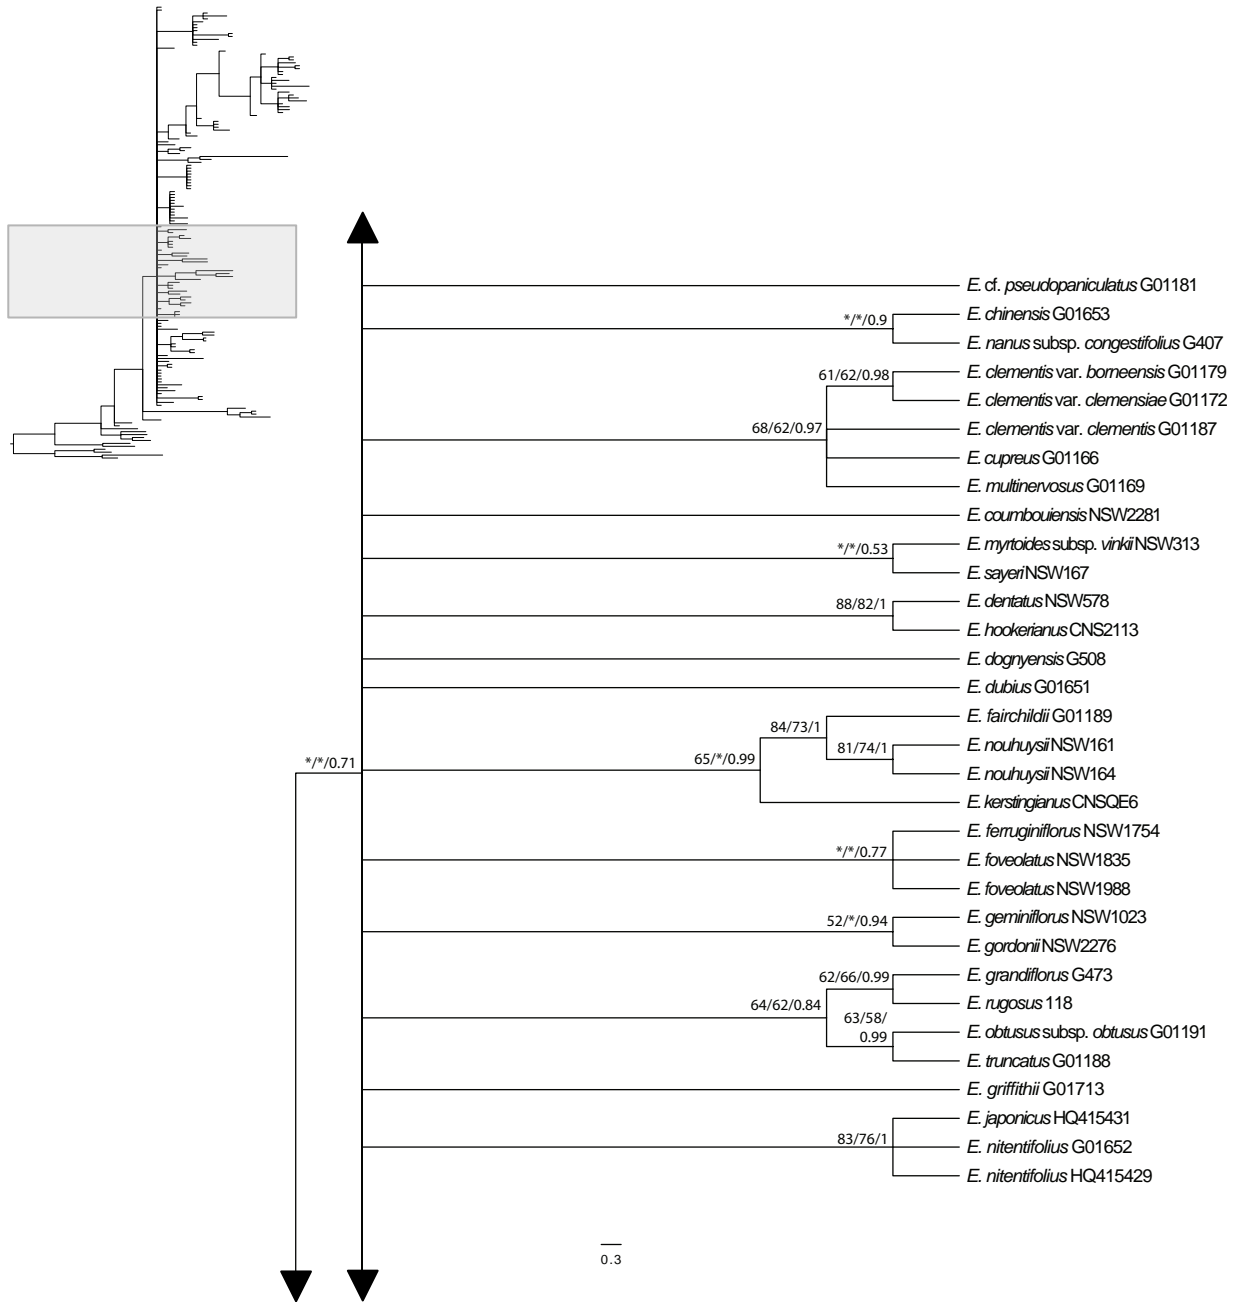 E. cf. pseudopaniculatus G01181
E. chinensis G01653
*/*/0.9
E. nanus subsp. congestifolius G407
E. clementis var. borneensis G01179
61/62/0.98
E. clementis var. clemensiae G01172
68/62/0.97
E. clementis var. clementis G01187
E. cupreus G01166
E. multinervosus G01169
E. coumbouiensis NSW2281
E. myrtoides subsp. vinkii NSW313
*/*/0.53
E. sayeri NSW167
E. dentatus NSW578
88/82/1
E. hookerianus CNS2113
E. dognyensis G508
E. dubius G01651
E. fairchildii G01189
84/73/1
E. nouhuysii NSW161
81/74/1
65/*/0.99
*/*/0.71
E. nouhuysii NSW164
E. kerstingianus CNSQE6
E. ferruginiflorus NSW1754
*/*/0.77
E. foveolatus NSW1835
E. foveolatus NSW1988
E. geminiflorus NSW1023
52/*/0.94
E. gordonii NSW2276
E. grandiflorus G473
62/66/0.99
E. rugosus 118
64/62/0.84
63/58/
0.99
E. obtusus subsp. obtusus G01191
E. truncatus G01188
E. griffithii G01713
E. japonicus HQ415431
83/76/1
E. nitentifolius G01652
E. nitentifolius HQ415429
0.3